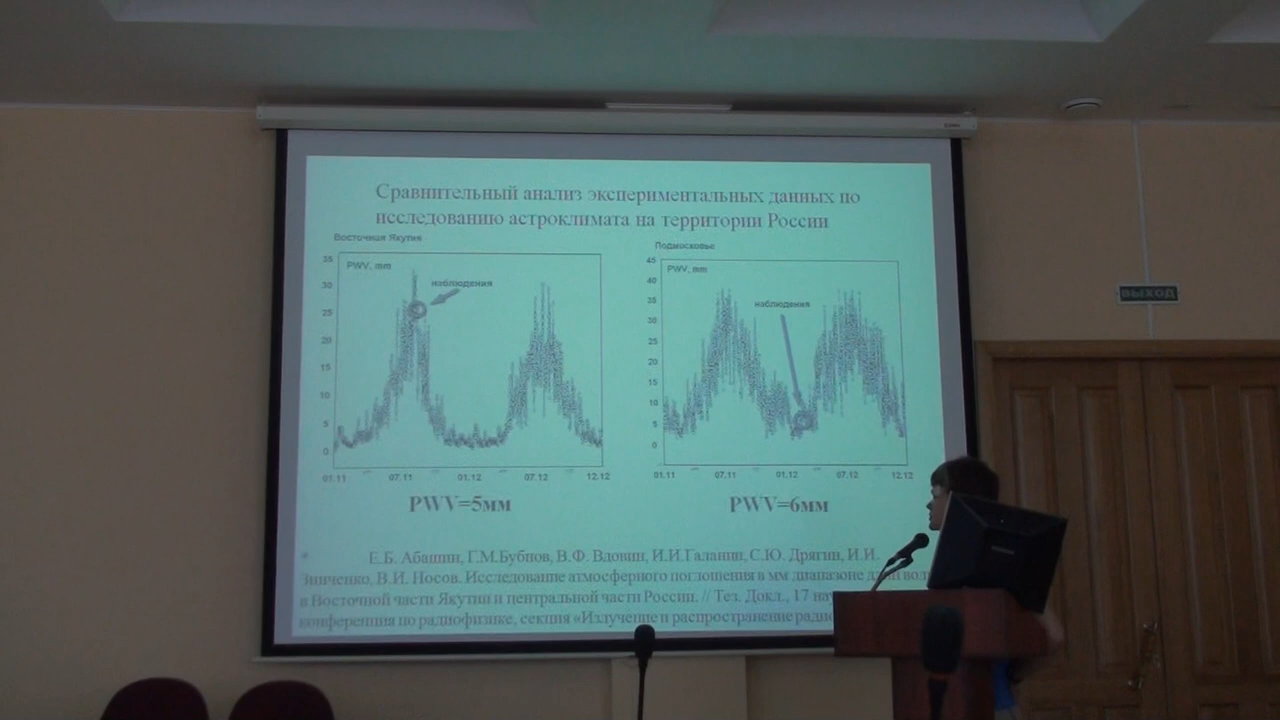 Сравнительный анализ экспериментальных данных по
исследованию астроклимата на территории России
Восточная Якутия
Подмосковье
PWV, mm
наблюдения
35
30
25
20
15
10
5
0
01.11
07.11
01.12
07.12
12.12
PWV, mm
наблюдения
45
40
35
30
25
20
15
10
5
0
01.11
07.11
01.12
07.12
12.12
PWV=5мм
PWV=6мм
ВЫХОД
Е.Б. Абашин, Г.М.Бубнов, В.Ф. Вдовин, И.И.Галанин, С.Ю. Дрягин, И.И.
Зинченко, В.И. Носов. Исследование атмосферного поглощения в мм диапазоне длин
в Восточной части Якутии и центральной части России. // Тез. Докл., 17
конференция по радиофизике, секция «Излучение и распространение